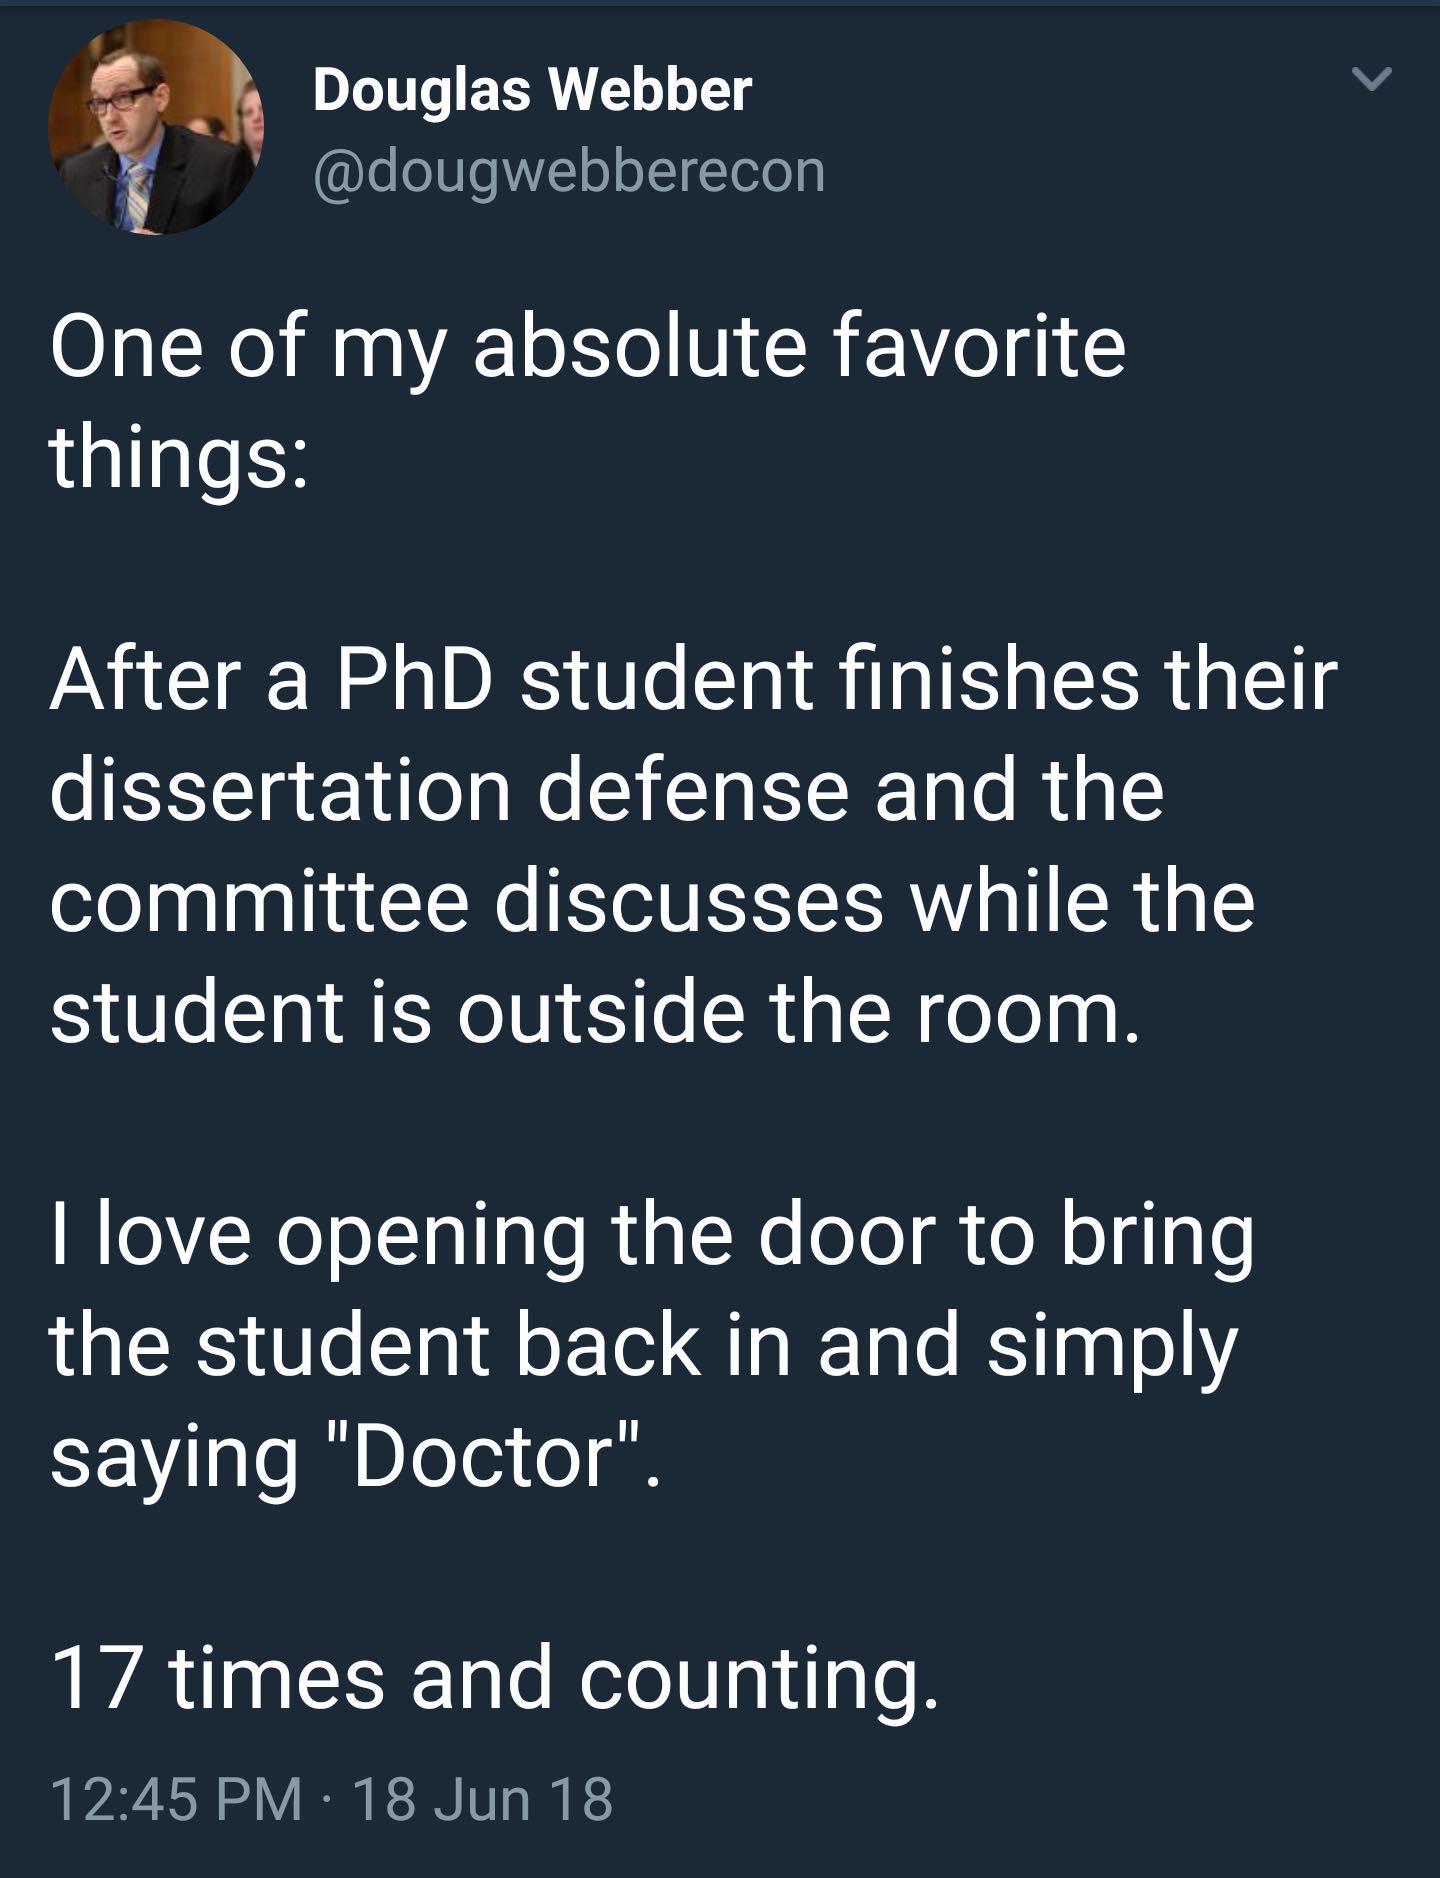 Douglas Webber
@dougwebberecon
One of my absolute favorite
things:
After a PhD student finishes their
dissertation defense and the
committee discusses while the
student is outside the room.
I love opening the door to bring
the student back in and simply
saying "Doctor".
17 times and counting.
12:45 PM · 18 Jun 18